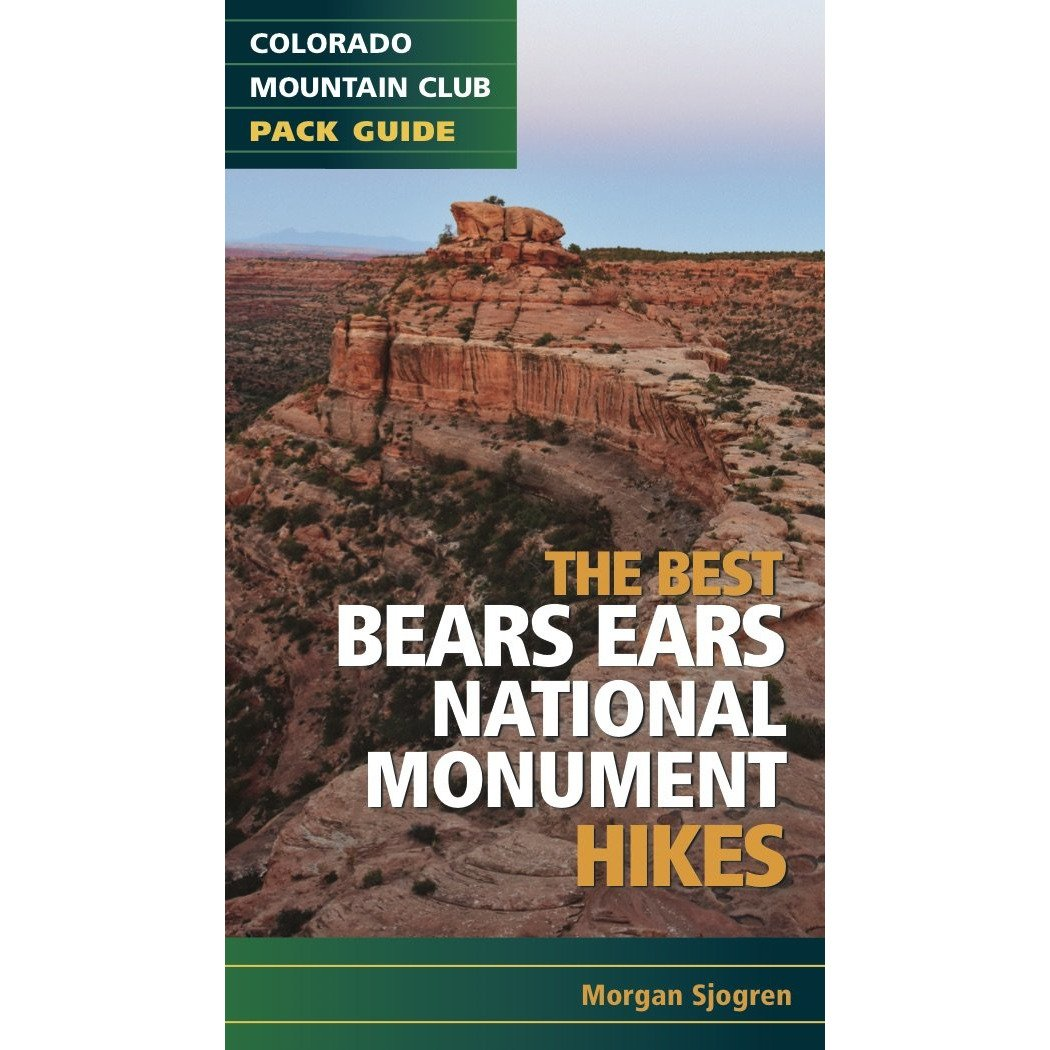 COLORADO
MOUNTAIN CLUB
PACK GUIDE
THE BEST
BEARS EARS
NATIONAL
MONUMENT
HIKES
Morgan Sjogren